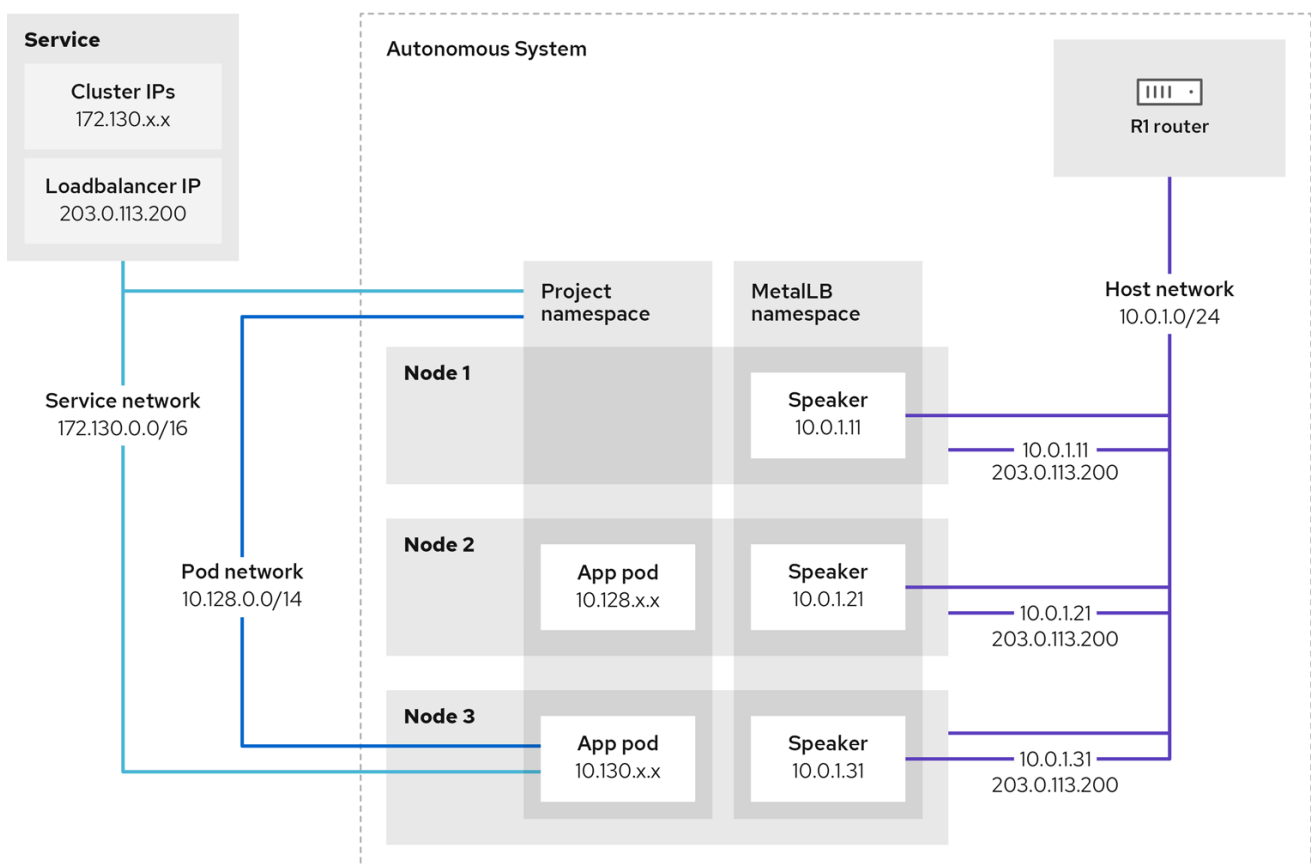 Service
Cluster IPs
172.130.x.x
Loadbalancer IP
203.0.113.200
Autonomous System
R1 router
Project
namespace
MetalLB
namespace
Host network
10.0.1.0/24
Service network
172.130.0.0/16
Pod network
10.128.0.0/14
Node 1
Speaker
10.0.1.11
10.0.1.11
203.0.113.200
Node 2
App pod
10.128.x.x
Speaker
10.0.1.21
10.0.1.21
203.0.113.200
Node 3
App pod
10.130.x.x
Speaker
10.0.1.31
10.0.1.31
203.0.113.200